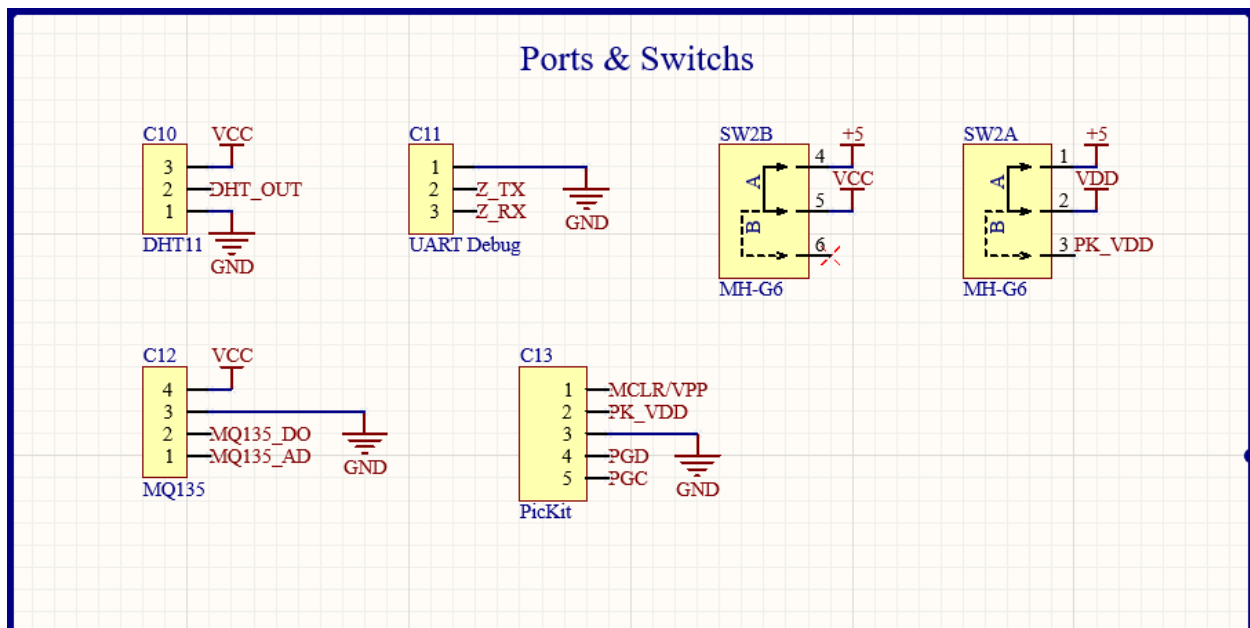 Ports & Switchs
C10
VCC
3
2
DHT_OUT
1
DHT11
GND
C11
1
2
Z_TX
3
Z_RX
GND
UART Debug
SW2B
+5
4
A
VCC
5
B
6
MH-G6
SW2A
+5
1
A
VDD
2
B
3
PK_VDD
MH-G6
C12
VCC
4
3
2
MQ135_DO
1
MQ135_AD
GND
MQ135
C13
1
MCLR/VPP
2
PK_VDD
3
4
PGD
5
PGC
GND
PicKit